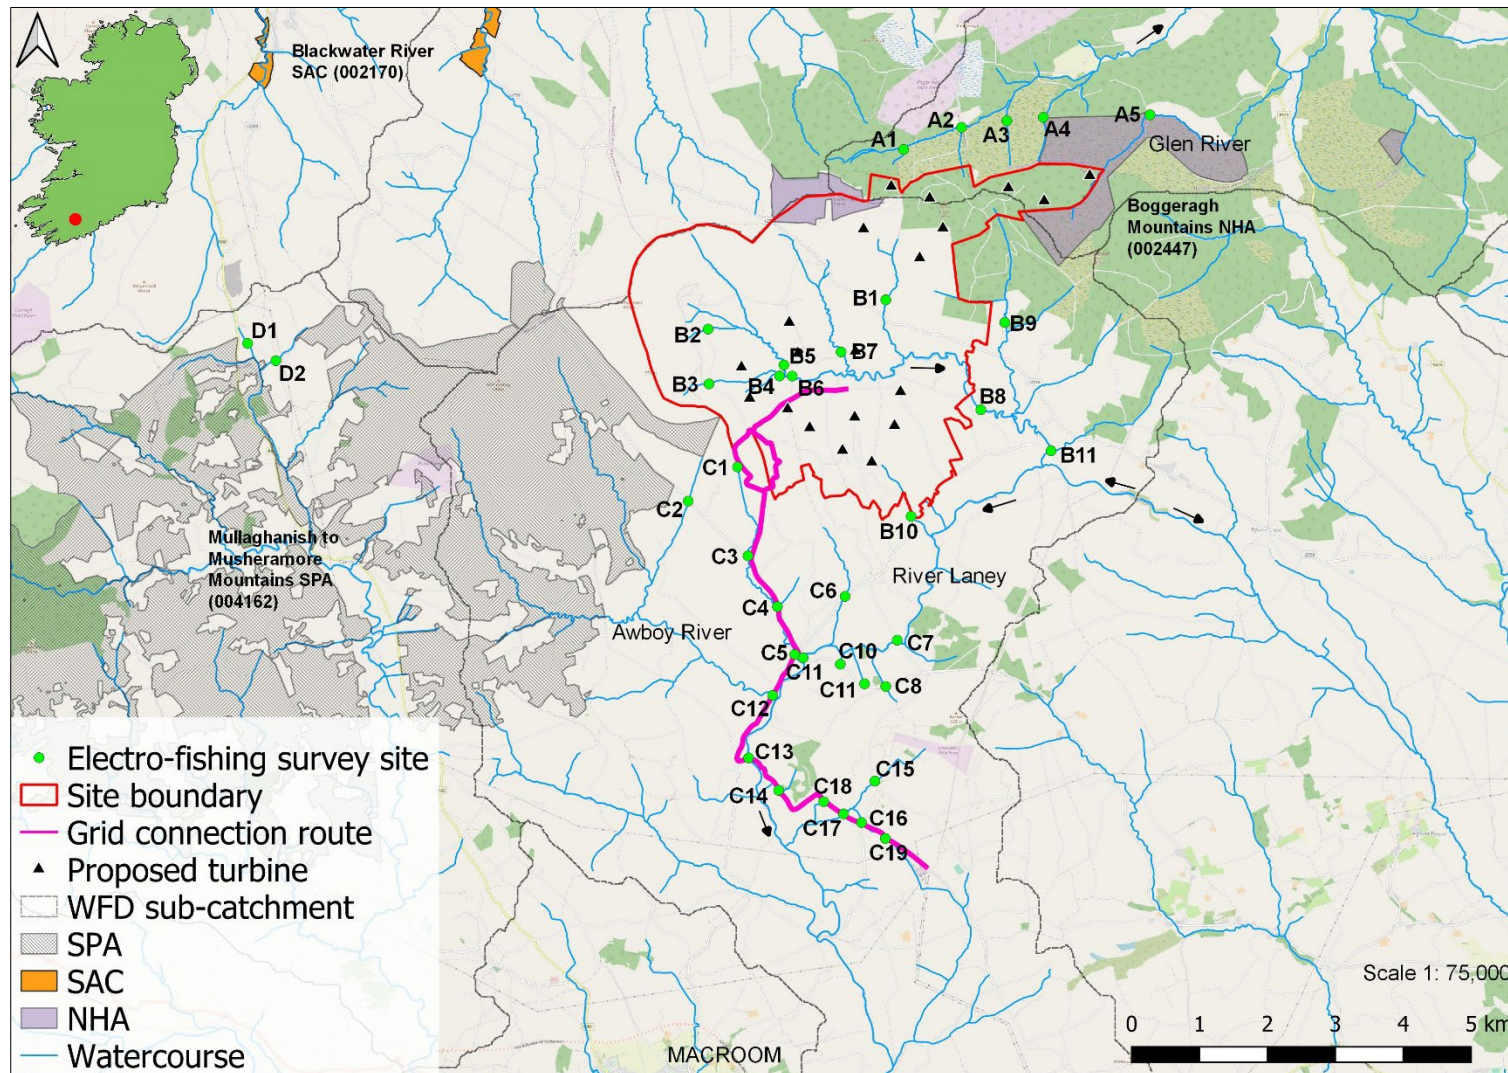 Blackwater River
SAC (002170)
A1
A2
A3
A4
A5
Glen River
Boggeragh
Mountains NHA
(002447)
B1
D1
D2
B2
B3
B4
B5
B6
B7
B9
B8
B11
B10
C1
C2
C3
Mullaghanish to
Musheramore
Mountains SPA
(004162)
River Laney
Awboy River
C4
C6
C5
C11
C10
C7
C11
C8
C12
C13
C14
C18
C15
C17
C16
C19
Electro-fishing survey site
Site boundary
Grid connection route
Proposed turbine
WFD sub-catchment
SPA
SAC
NHA
Watercourse
MACROOM
Scale 1: 75,000
0 1 2 3 4 5 km